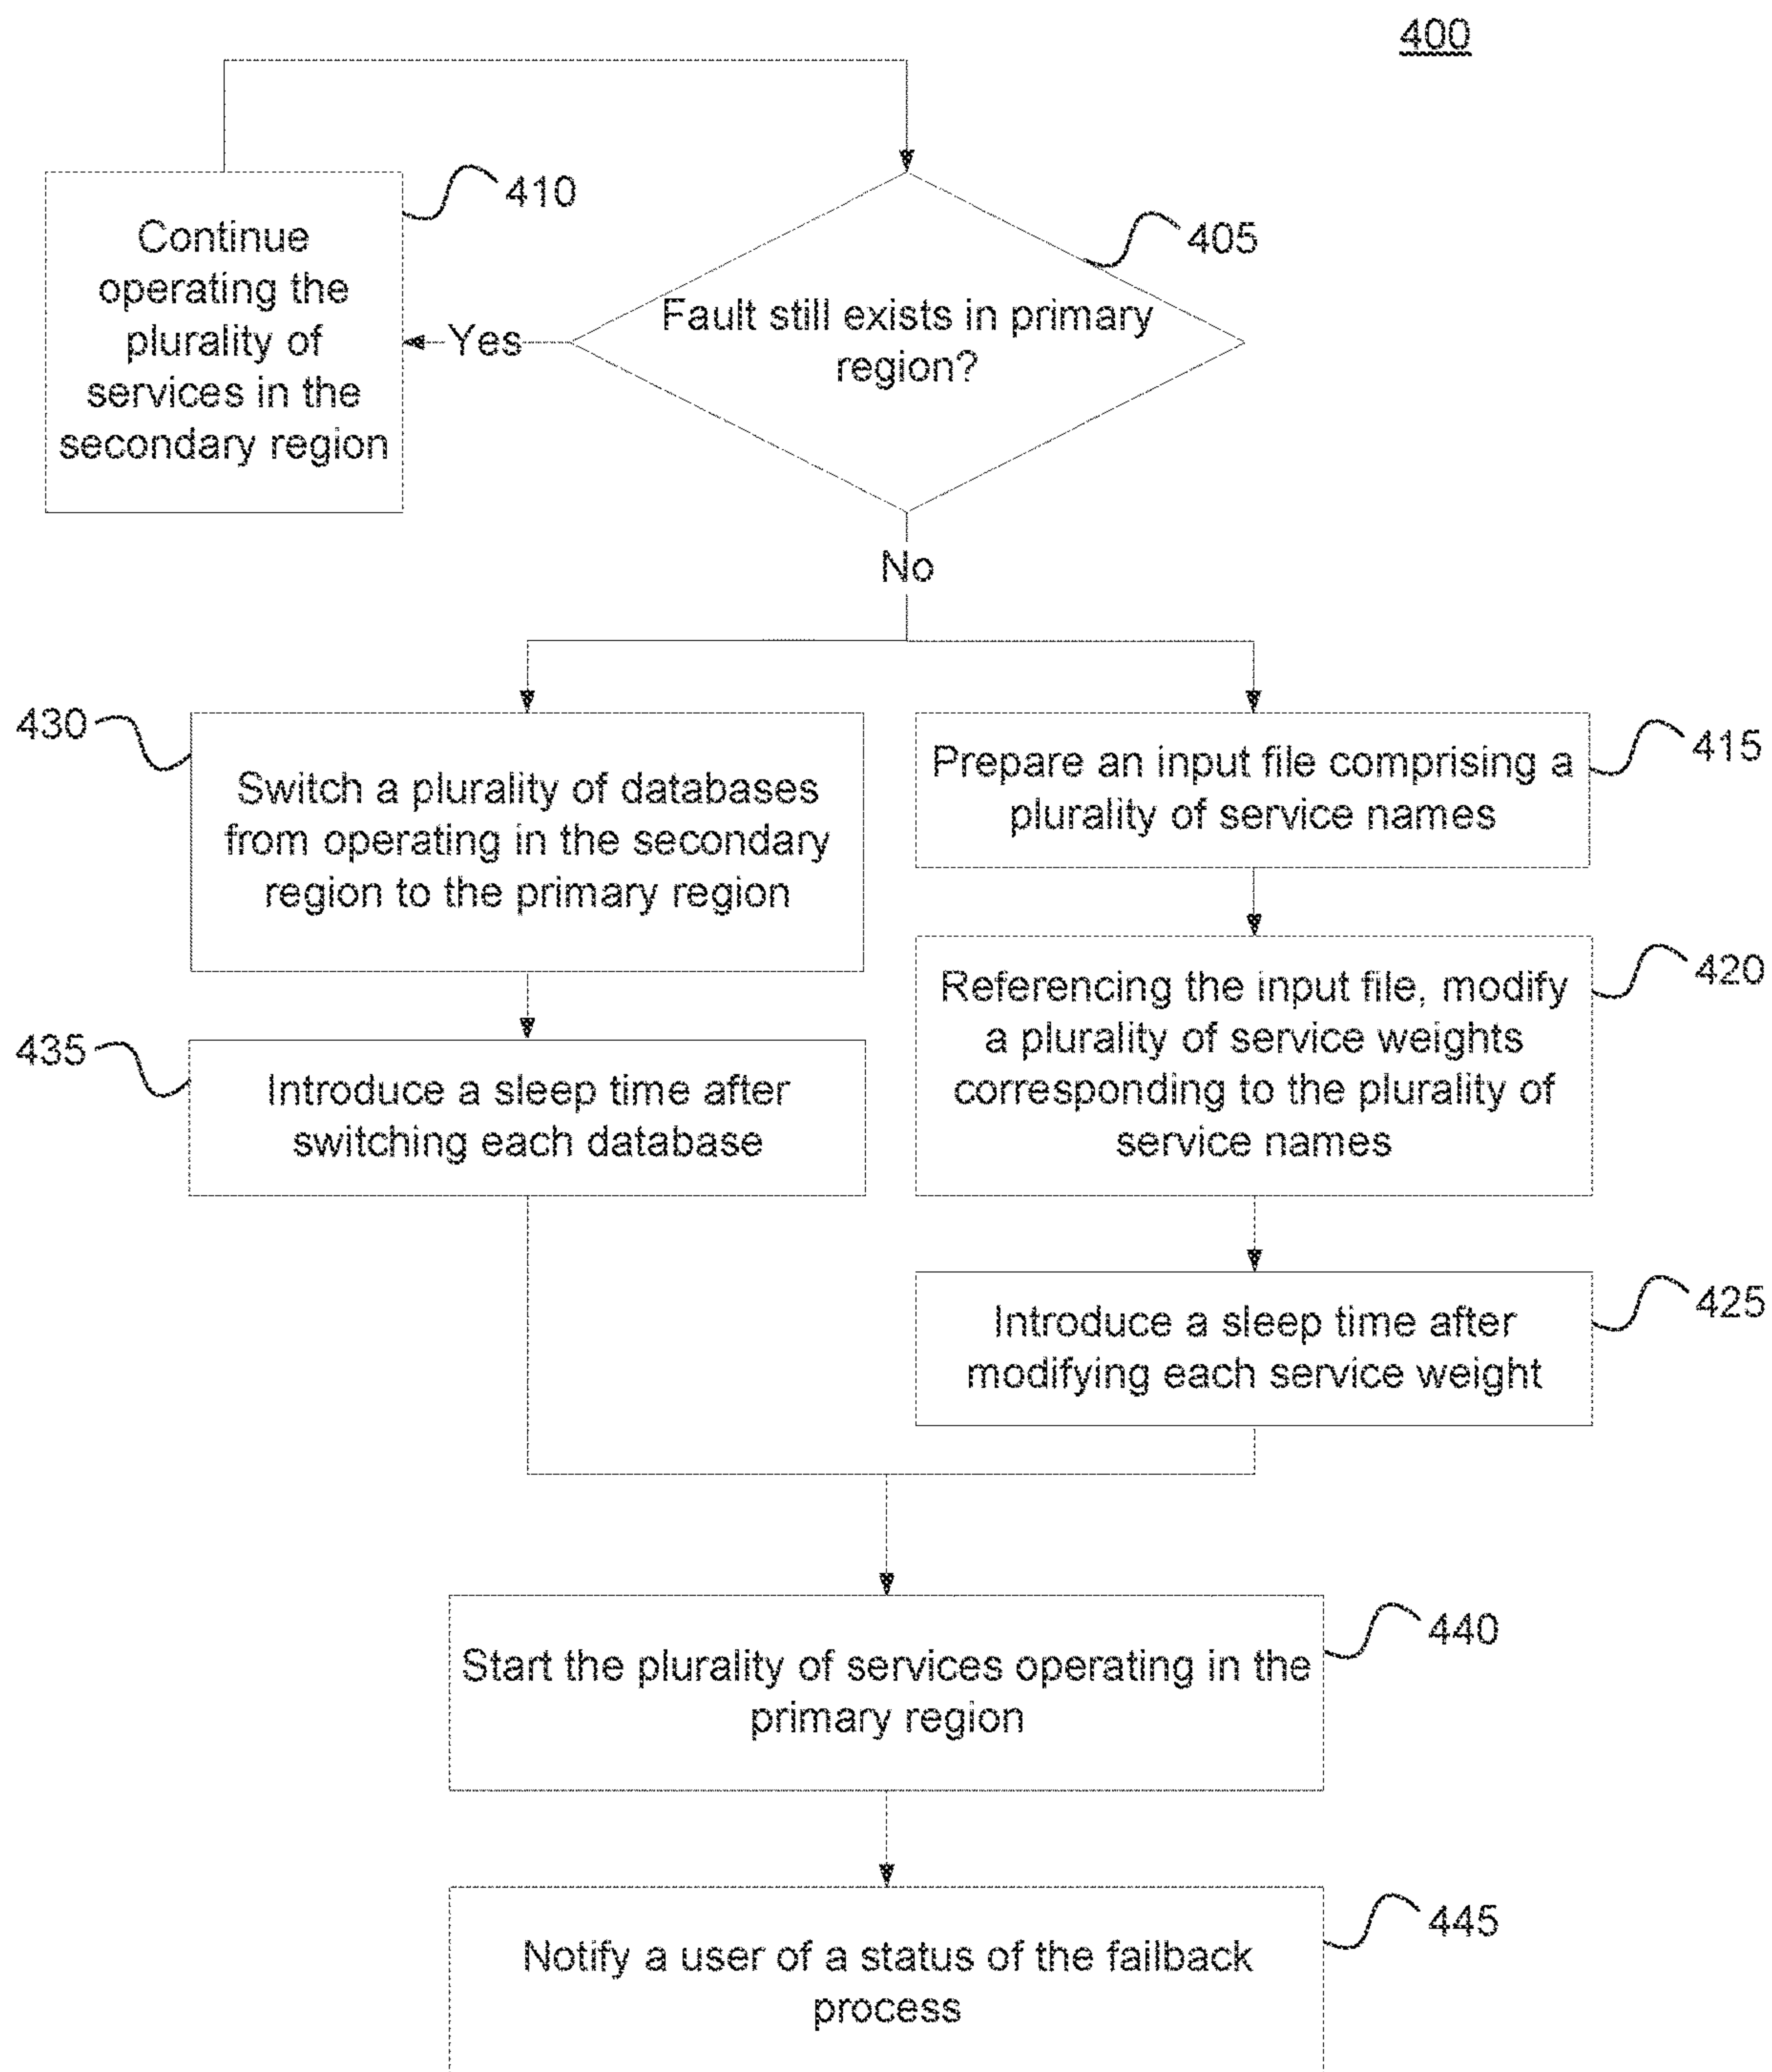 400
410
Continue
operating the
plurality of
services in the
secondary region
405
Fault still exists in primary
region?
Yes
No
430
Switch a plurality of databases
from operating in the secondary
region to the primary region
415
Prepare an input file comprising a
plurality of service names
420
Referencing the input file, modify
a plurality of service weights
corresponding to the plurality of
service names
435
Introduce a sleep time after
switching each database
425
Introduce a sleep time after
modifying each service weight
440
Start the plurality of services operating in the
primary region
445
Notify a user of a status of the failback
process